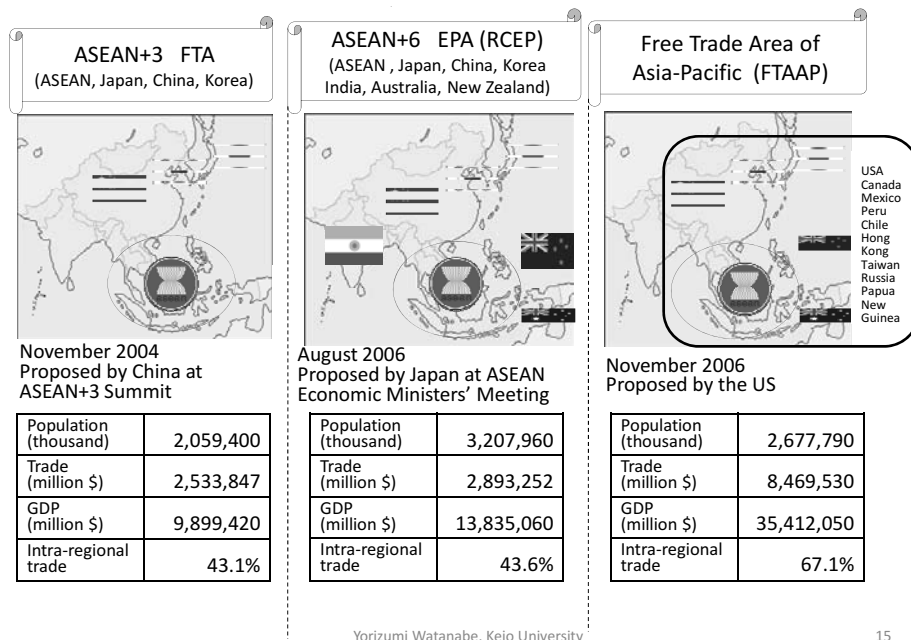 ASEAN+3 FTA
(ASEAN, Japan, China, Korea)
November 2004
Proposed by China at
ASEAN+3 Summit
Population
(thousand) 2,059,400
Trade
(million $) 2,533,847
GDP
(million $) 9,899,420
Intra-regional
trade 43.1%
ASEAN+6 EPA (RCEP)
(ASEAN , Japan, China, Korea
India, Australia, New Zealand)
August 2006
Proposed by Japan at ASEAN
Economic Ministers’ Meeting
Population
(thousand) 3,207,960
Trade
(million $) 2,893,252
GDP
(million $) 13,835,060
Intra-regional
trade 43.6%
Free Trade Area of
Asia-Pacific (FTAAP)
USA
Canada
Mexico
Peru
Chile
Hong
Kong
Taiwan
Russia
Papua
New
Guinea
November 2006
Proposed by the US
Population
(thousand) 2,677,790
Trade
(million $) 8,469,530
GDP
(million $) 35,412,050
Intra-regional
trade 67.1%
Yorizumi Watanabe, Keio University
15